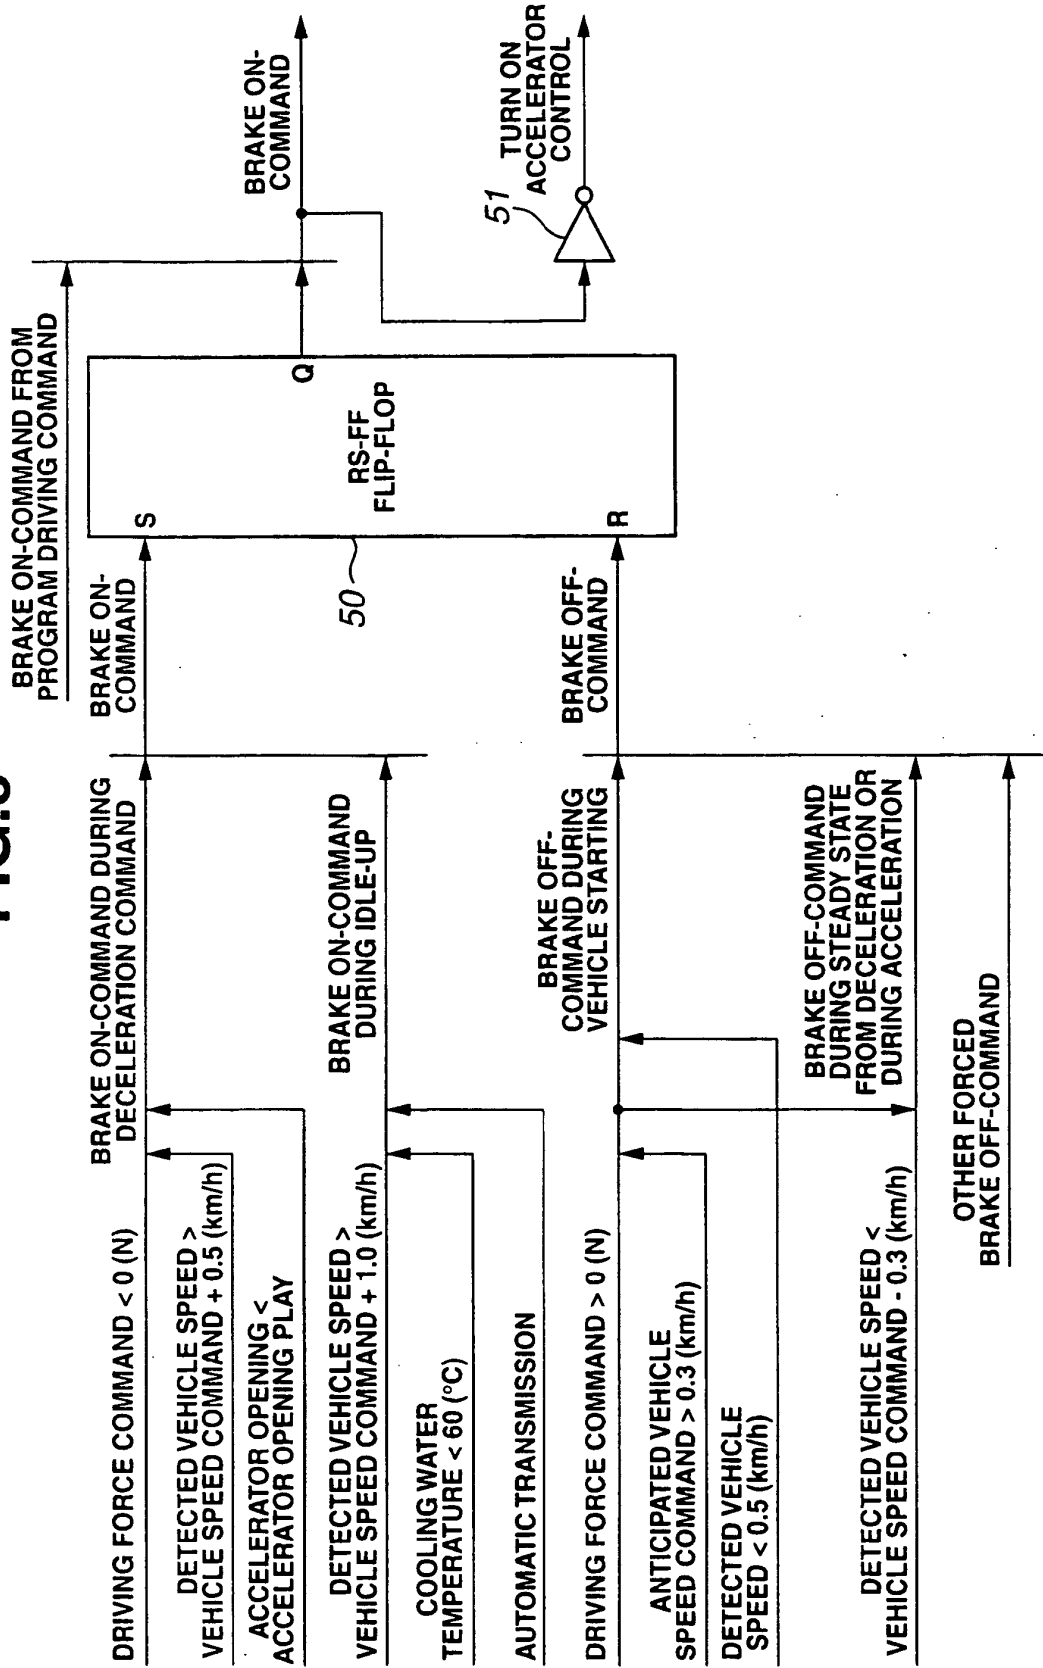 DRIVING FORCE COMMAND < 0 (N)
DETECTED VEHICLE SPEED >
VEHICLE SPEED COMMAND + 0.5 (km/h)
ACCELERATOR OPENING <
ACCELERATOR OPENING PLAY
BRAKE ON-COMMAND DURING
DECELERATION COMMAND
DETECTED VEHICLE SPEED >
VEHICLE SPEED COMMAND + 1.0 (km/h)
COOLING WATER
TEMPERATURE < 60 (°C)
AUTOMATIC TRANSMISSION
BRAKE ON-COMMAND
DURING IDLE-UP
DRIVING FORCE COMMAND > 0 (N)
ANTICIPATED VEHICLE
SPEED COMMAND > 0.3 (km/h)
DETECTED VEHICLE
SPEED < 0.5 (km/h)
BRAKE OFF-
COMMAND DURING
VEHICLE STARTING
DETECTED VEHICLE SPEED <
VEHICLE SPEED COMMAND - 0.3 (km/h)
BRAKE OFF-COMMAND
DURING STEADY STATE
FROM DECELERATION OR
DURING ACCELERATION
OTHER FORCED
BRAKE OFF-COMMAND
BRAKE ON-
COMMAND
BRAKE OFF-
COMMAND
BRAKE ON-COMMAND FROM
PROGRAM DRIVING COMMAND
S
Q
RS-FF
FLIP-FLOP
R
50
BRAKE ON-
COMMAND
51
TURN ON
ACCELERATOR
CONTROL